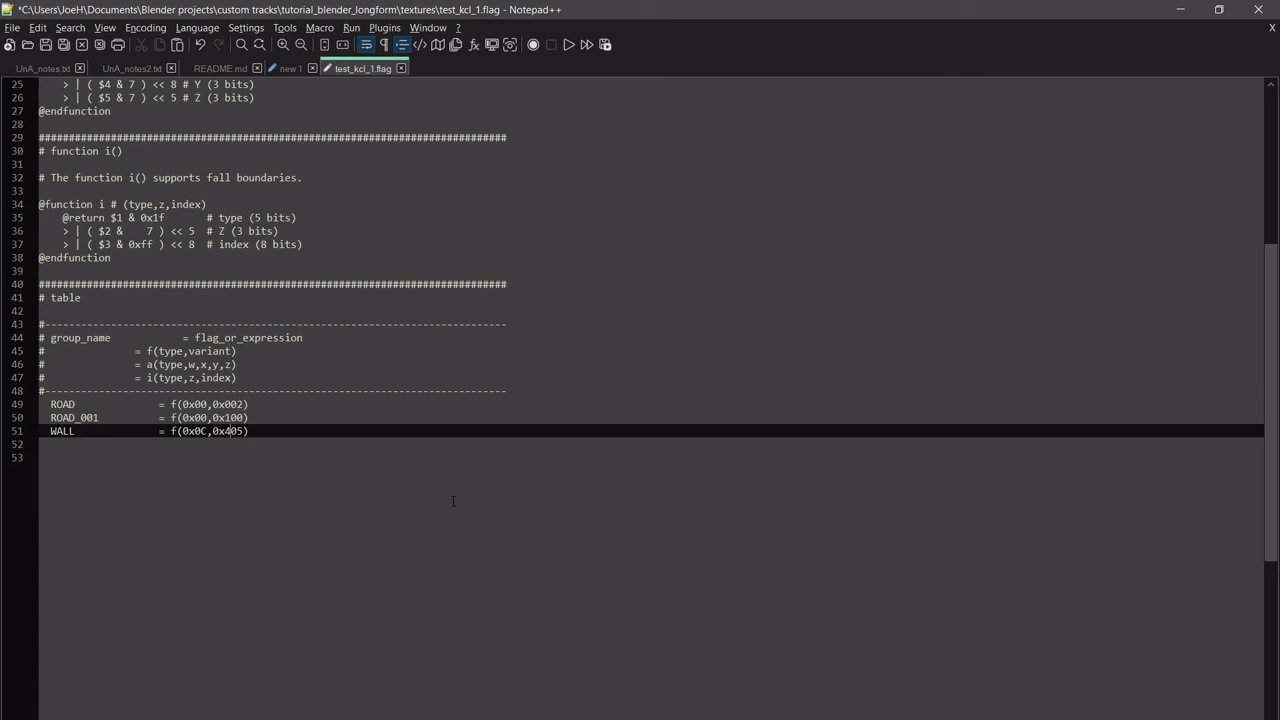 *C:\Users\JoeH\Documents\Blender projects\custom tracks\tutorial_blender_longform\textures\test_kcl_1.flag - Notepad++
File Edit Search View Encoding Language Settings Tools Macro Run Plugins Window ? X
UnA_notes.txt UnA_notes2.txt README.md new 1 test_kcl_1.flag
25 > | ( $4 & 7 ) << 8 # Y (3 bits)
26 > | ( $5 & 7 ) << 5 # Z (3 bits)
27 @endfunction
28
29 ##############################################################################
30 # function i()
31
32 # The function i() supports fall boundaries.
33
34 @function i # (type,z,index)
35 @return $1 & 0x1f # type (5 bits)
36 > | ( $2 & 7 ) << 5 # Z (3 bits)
37 > | ( $3 & 0xff ) << 8 # index (8 bits)
38 @endfunction
39
40 ##############################################################################
41 # table
42
43 #-----------------------------------------------------------------------------
44 # group_name = flag_or_expression
45 # = f(type,variant)
46 # = a(type,w,x,y,z)
47 # = i(type,z,index)
48 #-----------------------------------------------------------------------------
49 ROAD = f(0x00,0x002)
50 ROAD_001 = f(0x00,0x100)
51 WALL = f(0x0C,0x405)
52
53